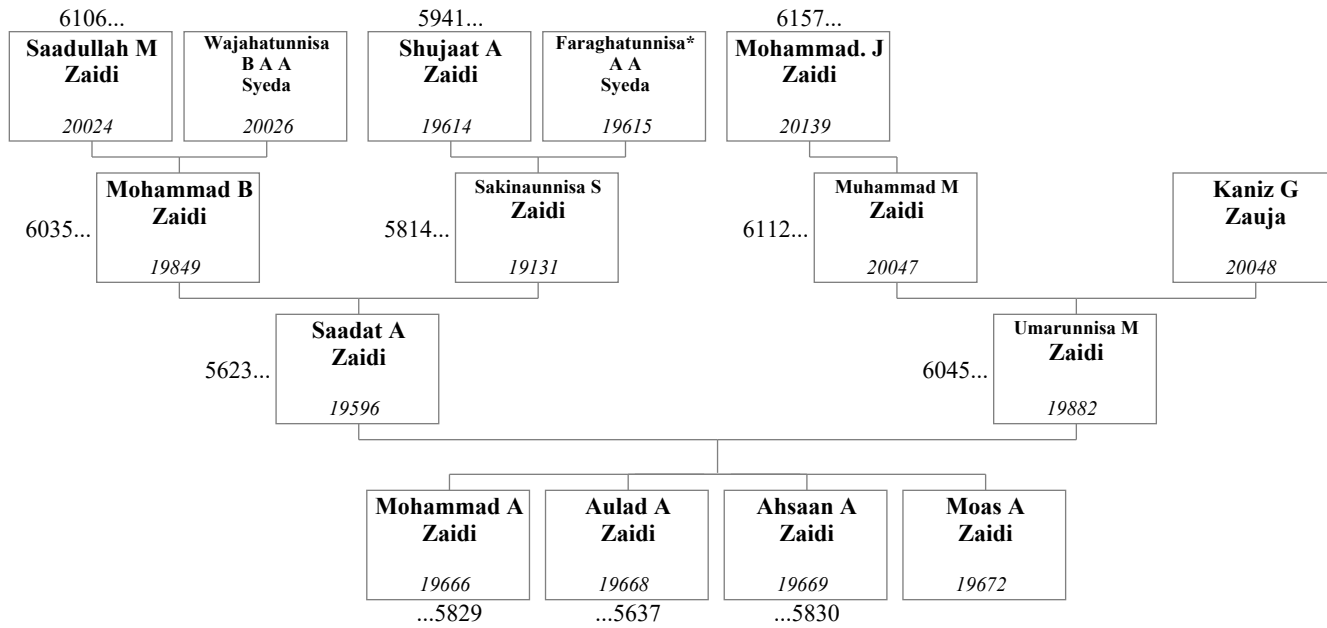 6106...
5941...
6157...
Saadullah M
Zaidi
20024
Wajahatunnisa
B A A
Syeda
20026
Shujaat A
Zaidi
19614
Faraghatunnisa*
A A
Syeda
19615
Mohammad. J
Zaidi
20139
6035...
Mohammad B
Zaidi
19849
5814...
Sakinaunnisa S
Zaidi
19131
6112...
Muhammad M
Zaidi
20047
Kaniz G
Zauja
20048
5623...
Saadat A
Zaidi
19596
6045...
Umarunnisa M
Zaidi
19882
Mohammad A
Zaidi
19666
...5829
Aulad A
Zaidi
19668
...5637
Ahsaan A
Zaidi
19669
...5830
Moas A
Zaidi
19672